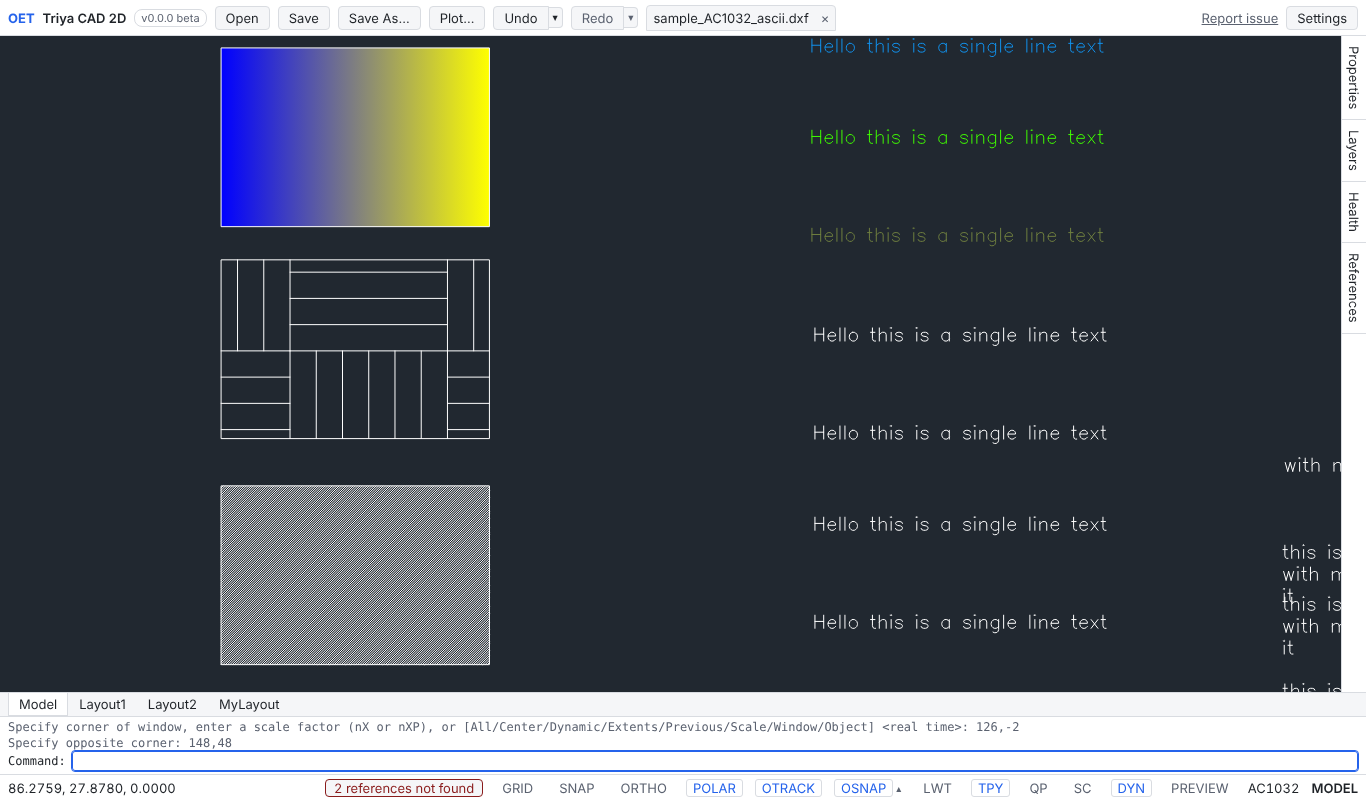 OET Triya CAD 2D v0.0.0 beta Open Save Save As... Plot... Undo ▾ Redo ▾ sample_AC1032_ascii.dxf × Report issue Settings
Hello this is a single line text
Hello this is a single line text
Hello this is a single line text
Hello this is a single line text
Hello this is a single line text
with
Hello this is a single line text
this is
with
it
this is
with
it
Hello this is a single line text
this is
Properties
Layers
Health
References
Model Layout1 Layout2 MyLayout
Specify corner of window, enter a scale factor (nX or nXP), or [All/Center/Dynamic/Extents/Previous/Scale/Window/Object] <real time>: 126,-2
Specify opposite corner: 148,48
Command:
86.2759, 27.8780, 0.0000 2 references not found GRID SNAP ORTHO POLAR OTRACK OSNAP ▴ LWT TPY QP SC DYN PREVIEW AC1032 MODEL